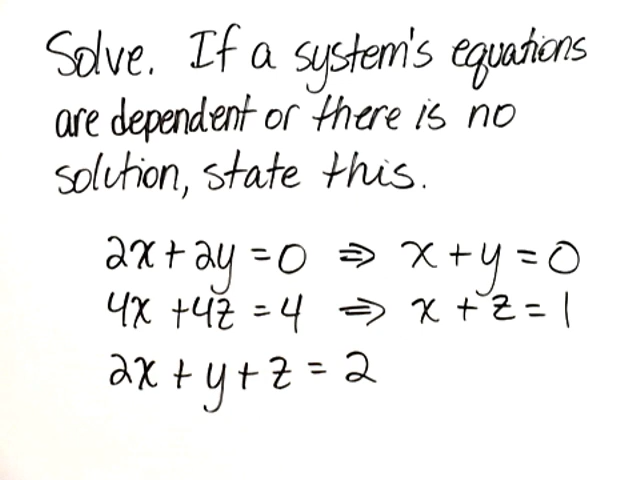 Solve. If a system's equations
are dependent or there is no
solution, state this.
2x + 2y = 0 ⇒ x + y = 0
4x + 4z = 4 ⇒ x + z = 1
2x + y + z = 2